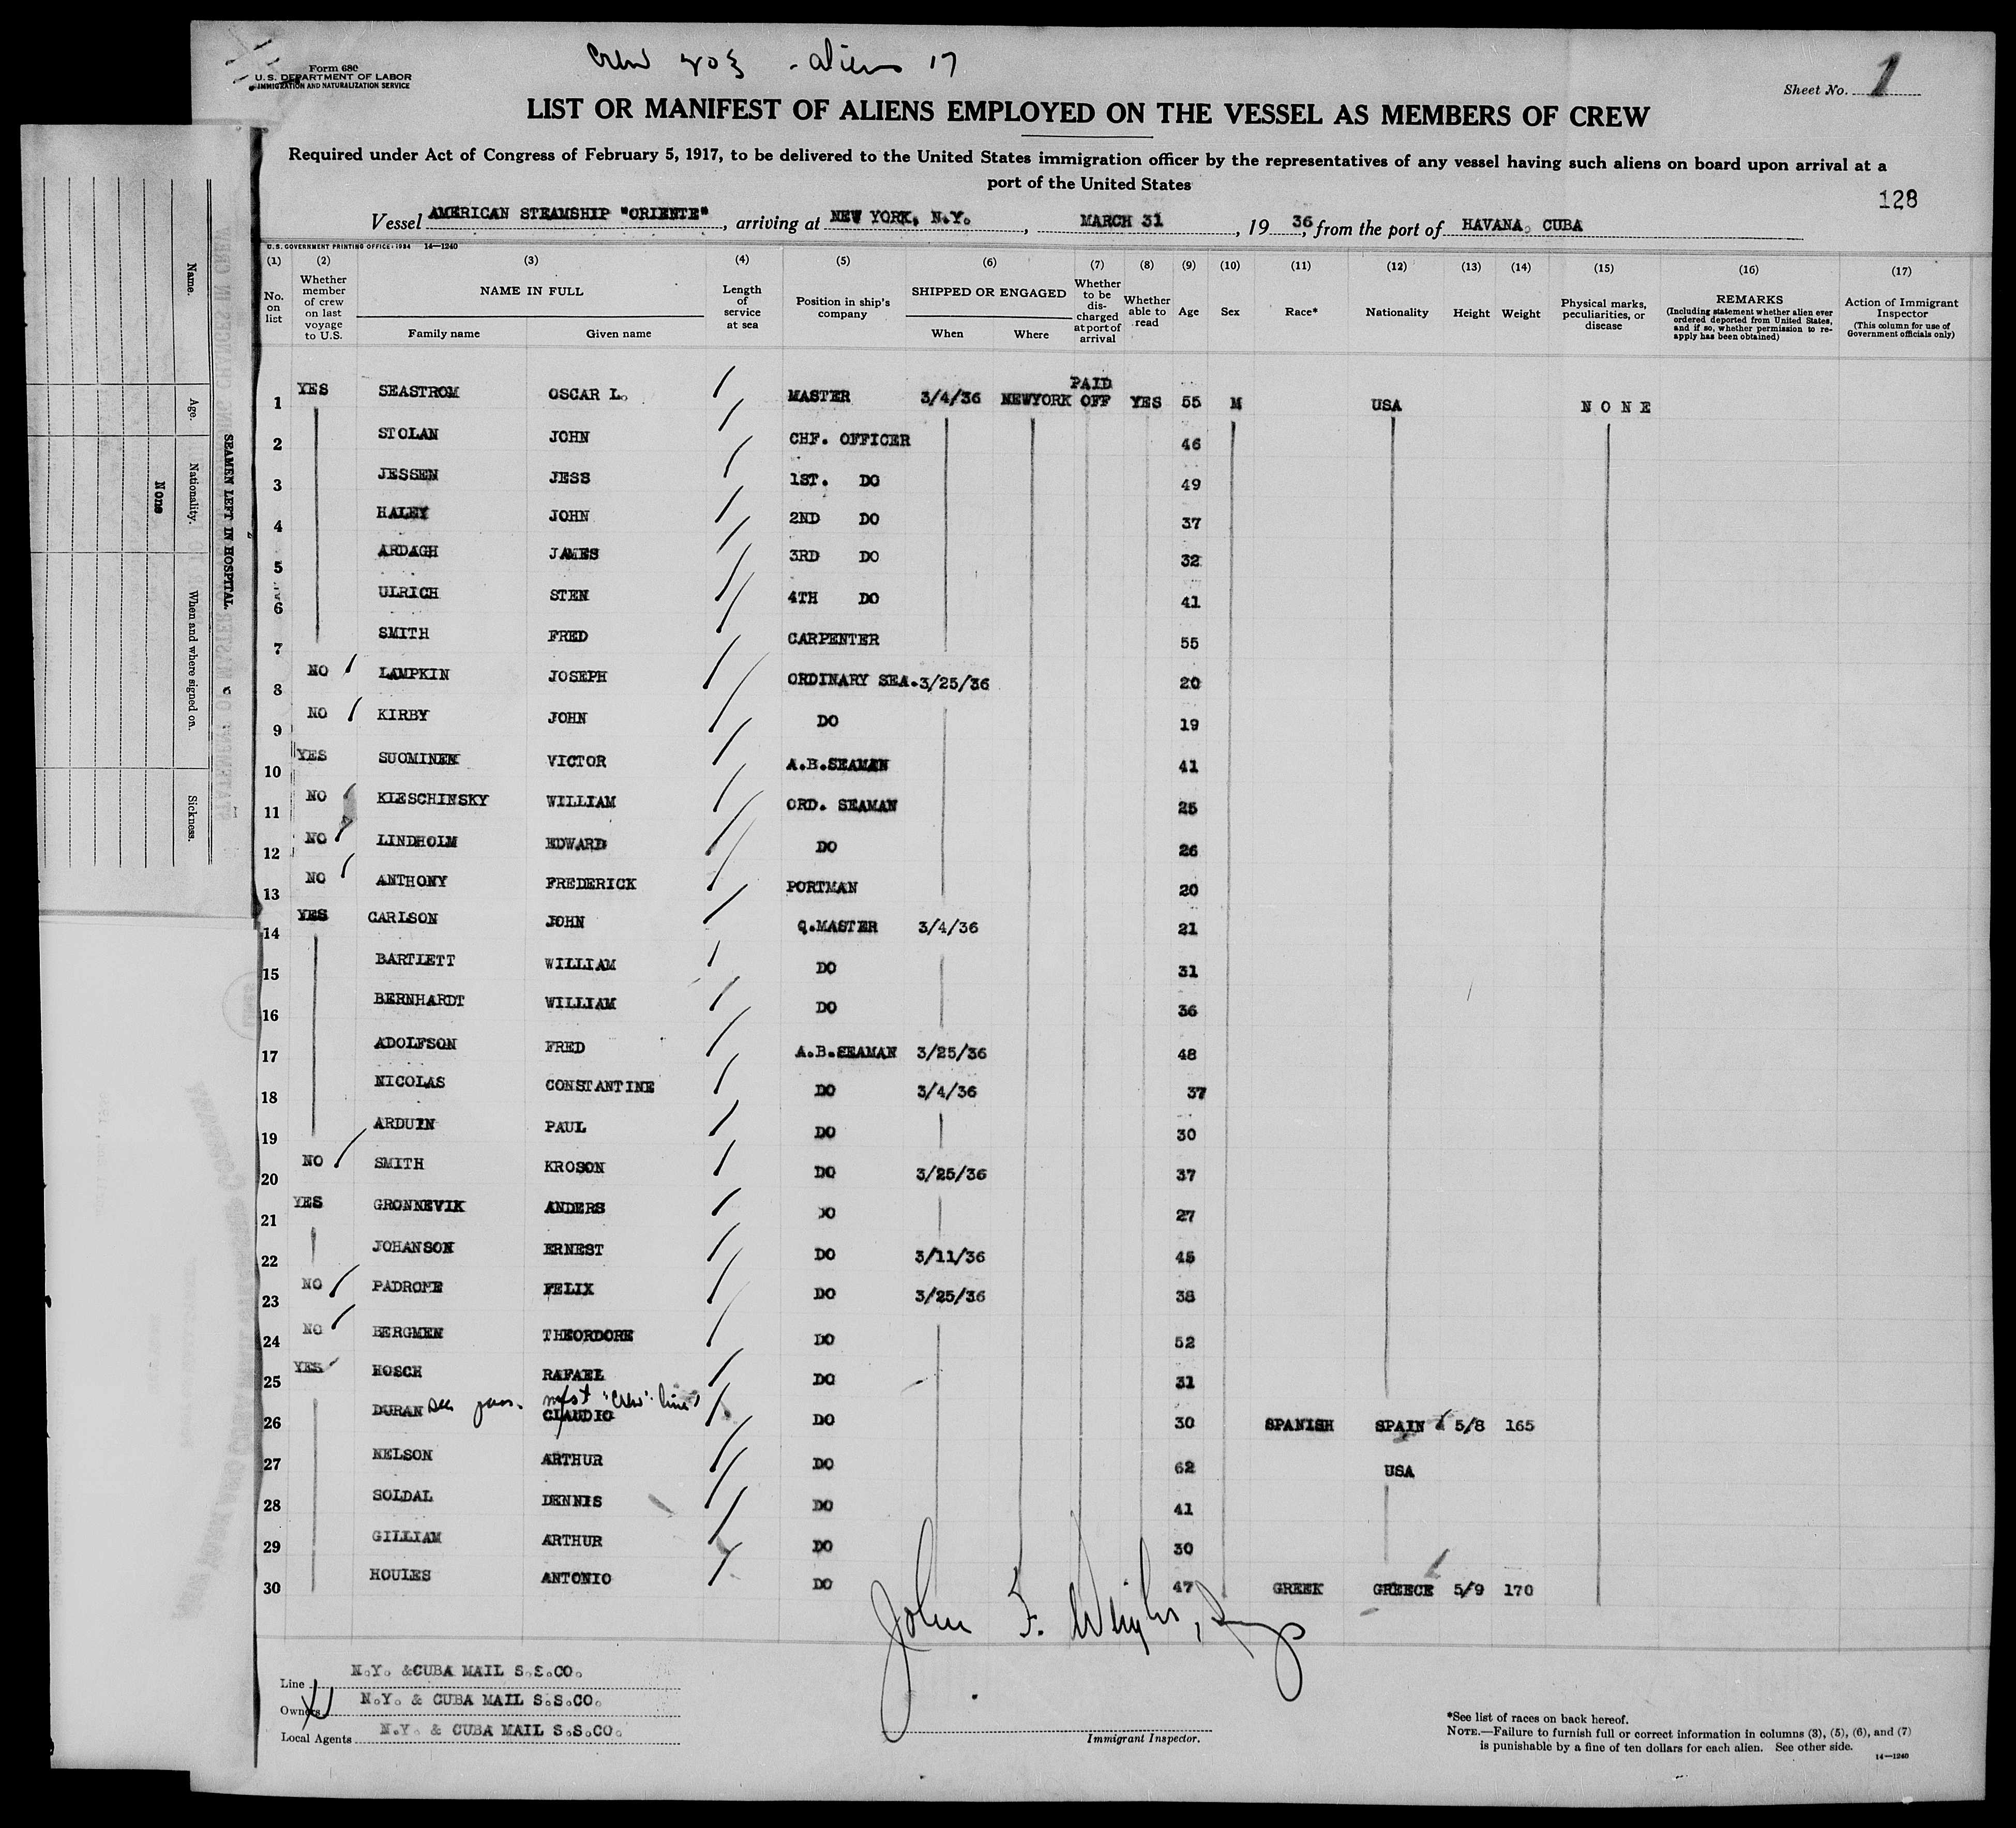 Crew 203 - aliens 17
Form 680
U.S. DEPARTMENT OF LABOR
IMMIGRATION AND NATURALIZATION SERVICE
Sheet No. 1
LIST OR MANIFEST OF ALIENS EMPLOYED ON THE VESSEL AS MEMBERS OF CREW
Required under Act of Congress of February 5, 1917, to be delivered to the United States immigration officer by the representatives of any vessel having such aliens on board upon arrival at a
port of the United States
128
Vessel AMERICAN STEAMSHIP "ORIENTE", arriving at NEW YORK, N.Y., MARCH 31, 1936, from the port of HAVANA, CUBA
U.S. GOVERNMENT PRINTING OFFICE: 1934 14—1240
(1) No. on list
(2) Whether member of crew on last voyage to U.S.
(3) NAME IN FULL Family name Given name
(4) Length of service at sea
(5) Position in ship's company
(6) SHIPPED OR ENGAGED When Where
(7) Whether to be discharged at port of arrival
(8) Whether able to read
(9) Age
(10) Sex
(11) Race*
(12) Nationality
(13) Height
(14) Weight
(15) Physical marks, peculiarities, or disease
(16) REMARKS (Including statement whether alien ever ordered deported from United States, and if so, whether permission to re-apply has been obtained)
(17) Action of Immigrant Inspector (This column for use of Government officials only)
1 YES SEASTROM OSCAR L. MASTER 3/4/36 NEWYORK PAID OFF YES 55 M USA NONE
2 STOLAN JOHN CHF. OFFICER 46
3 JESSEN JESS 1ST. DO 49
4 HALEY JOHN 2ND DO 37
5 ARDAGH JAMES 3RD DO 32
6 ULRICH STEN 4TH DO 41
7 SMITH FRED CARPENTER 55
8 NO LAMPKIN JOSEPH ORDINARY SEA. 3/25/36 20
9 NO KIRBY JOHN DO 19
10 YES SUOMINEN VICTOR A.B.SEAMAN 41
11 NO KLESCHINSKY WILLIAM ORD. SEAMAN 25
12 NO LINDHOLM EDWARD DO 26
13 NO ANTHONY FREDERICK PORTMAN 20
14 YES CARLSON JOHN Q.MASTER 3/4/36 21
15 BARTLETT WILLIAM DO 31
16 BERNHARDT WILLIAM DO 36
17 ADOLFSON FRED A.B.SEAMAN 3/25/36 48
18 NICOLAS CONSTANTINE DO 3/4/36 37
19 ARDUIN PAUL DO 30
20 NO SMITH KROSON DO 3/25/36 37
21 YES GRONNEVIK ANDERS DO 27
22 JOHANSON ERNEST DO 3/11/36 45
23 NO PADRONE FELIX DO 3/25/36 38
24 NO BERGMEN THEORDORE DO 52
25 YES HOSCH RAFAEL DO 31
26 DURAN see CLAUDIO "crew" DO 30 SPANISH SPAIN 5/8 165
27 NELSON ARTHUR DO 62 USA
28 SOLDAL DENNIS DO 41
29 GILLIAM ARTHUR DO 30
30 HOULES ANTONIO DO 47 GREEK GREECE 5/9 170
John F.
Line N.Y. &CUBA MAIL S.S.CO.
Owners N.Y. & CUBA MAIL S.S.CO.
Local Agents N.Y. & CUBA MAIL S.S.CO.
Immigrant Inspector.
*See list of races on back hereof.
NOTE.—Failure to furnish full or correct information in columns (3), (5), (6), and (7)
is punishable by a fine of ten dollars for each alien. See other side.
14—1240
SEAMEN LEFT IN HOSPITAL
Name.
Age.
Nationality.
When and where signed on.
Sickness.
None